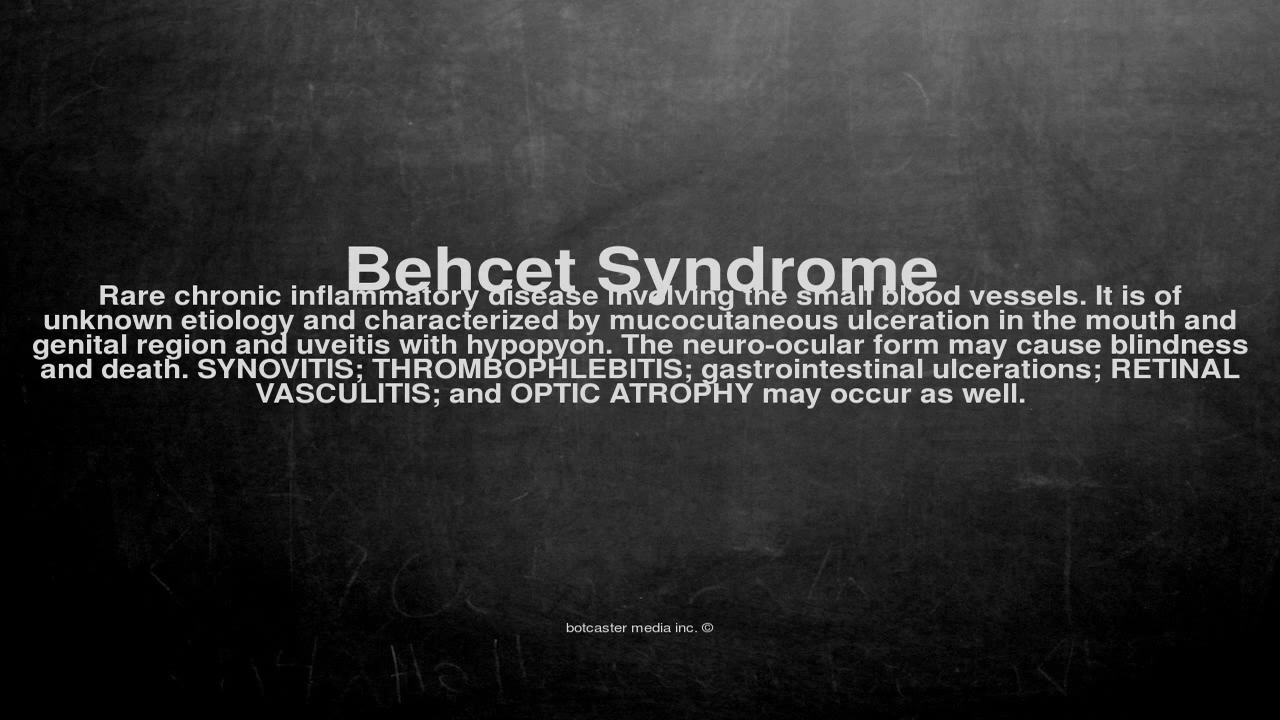 Behcet Syndrome
Rare chronic inflammatory disease involving the small blood vessels. It is of
unknown etiology and characterized by mucocutaneous ulceration in the mouth and
genital region and uveitis with hypopyon. The neuro-ocular form may cause blindness
and death. SYNOVITIS; THROMBOPHLEBITIS; gastrointestinal ulcerations; RETINAL
VASCULITIS; and OPTIC ATROPHY may occur as well.
botcaster media inc. ©